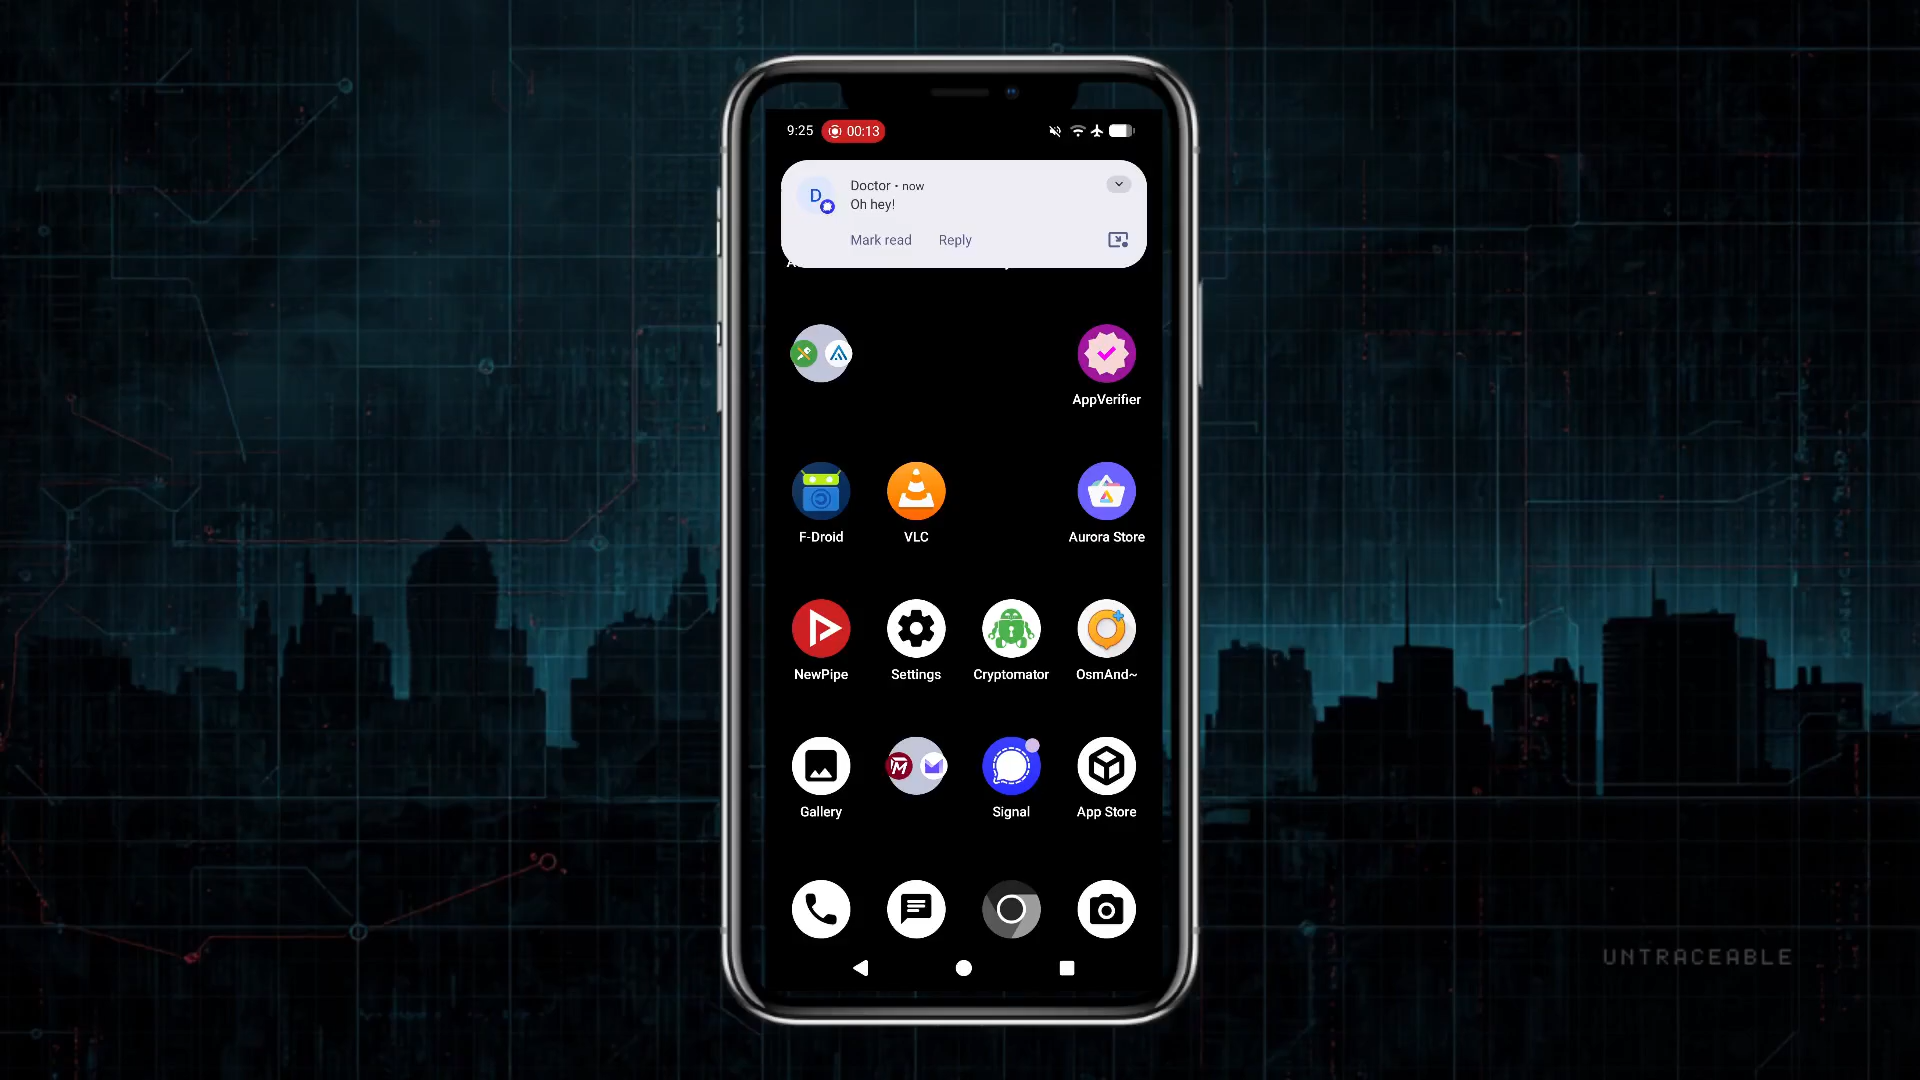 9:25 00:13
D
Doctor • now
Oh hey!
Mark read Reply
AppVerifier
F-Droid VLC Aurora Store
NewPipe Settings Cryptomator OsmAnd~
Gallery Signal App Store
UNTRACEABLE